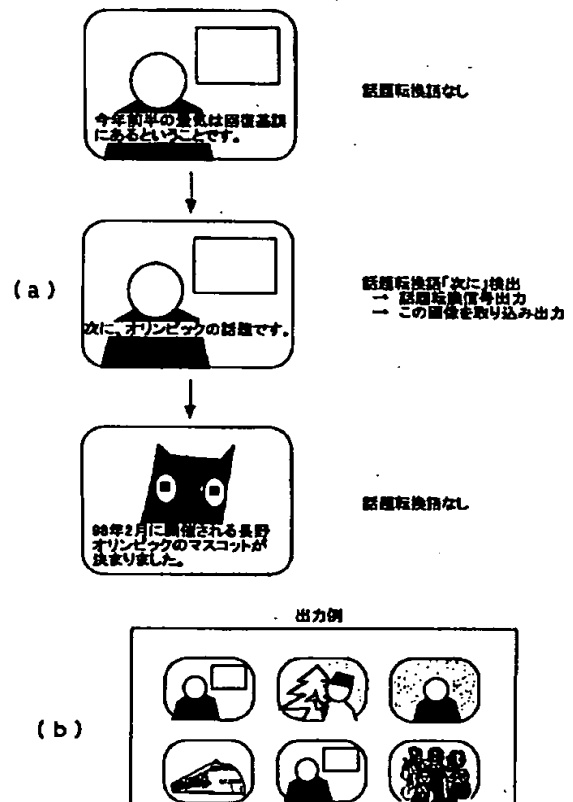 今年前半の景気は回復基調
にあるということです。
話題転換語なし
(a)
次に、オリンピックの話題です。
話題転換語「次に」検出
→ 話題転換信号出力
→ この画像を取り込み出力
98年2月に開催される長野
オリンピックのマスコットが
決まりました。
話題転換語なし
出力例
(b)